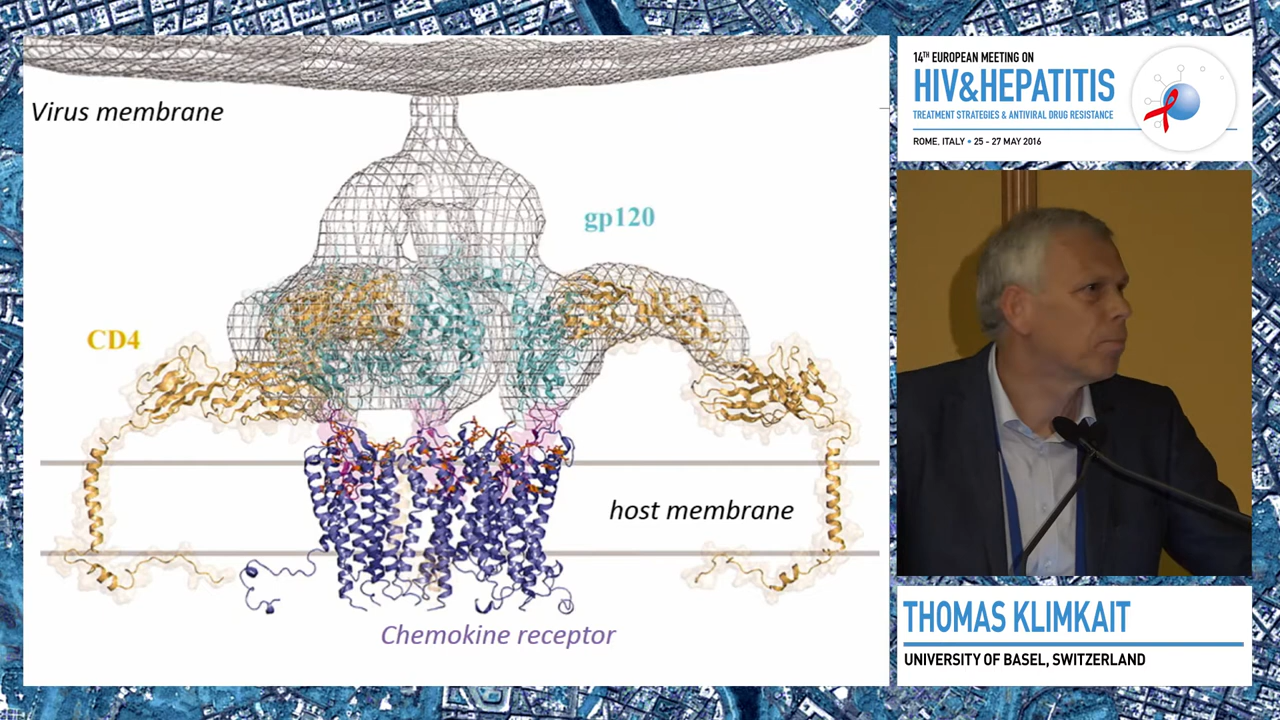 Virus membrane
gp120
CD4
host membrane
Chemokine receptor
14TH EUROPEAN MEETING ON
HIV&HEPATITIS
TREATMENT STRATEGIES & ANTIVIRAL DRUG RESISTANCE
ROME, ITALY • 25 - 27 MAY 2016
THOMAS KLIMKAIT
UNIVERSITY OF BASEL, SWITZERLAND